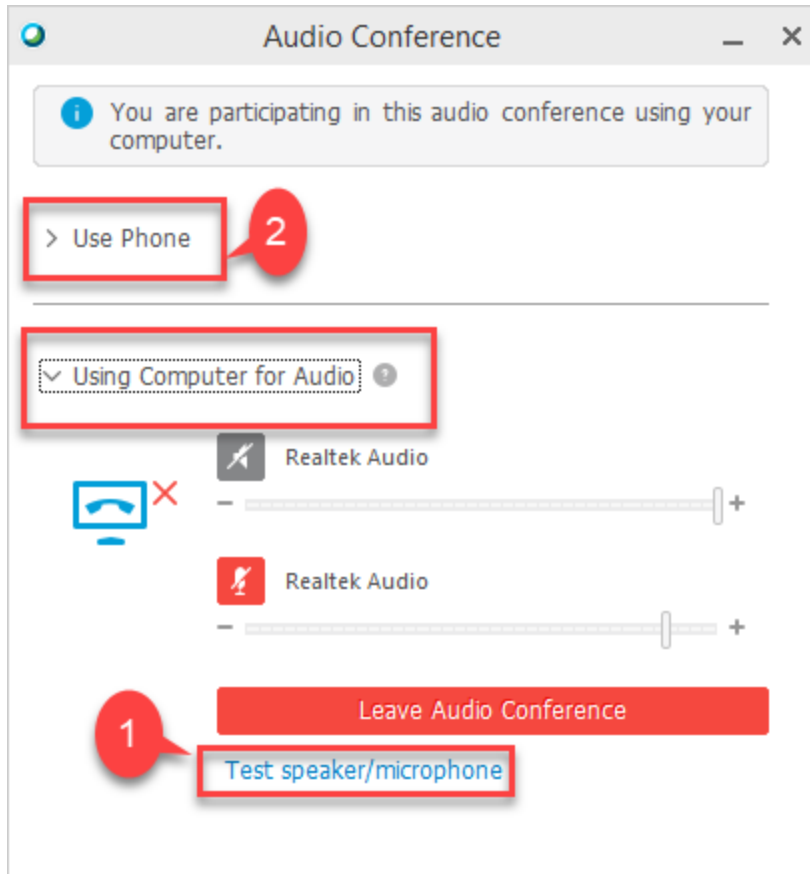 Audio Conference
You are participating in this audio conference using your
computer.
Use Phone
2
Using Computer for Audio
Realtek Audio
Realtek Audio
Leave Audio Conference
1
Test speaker/microphone